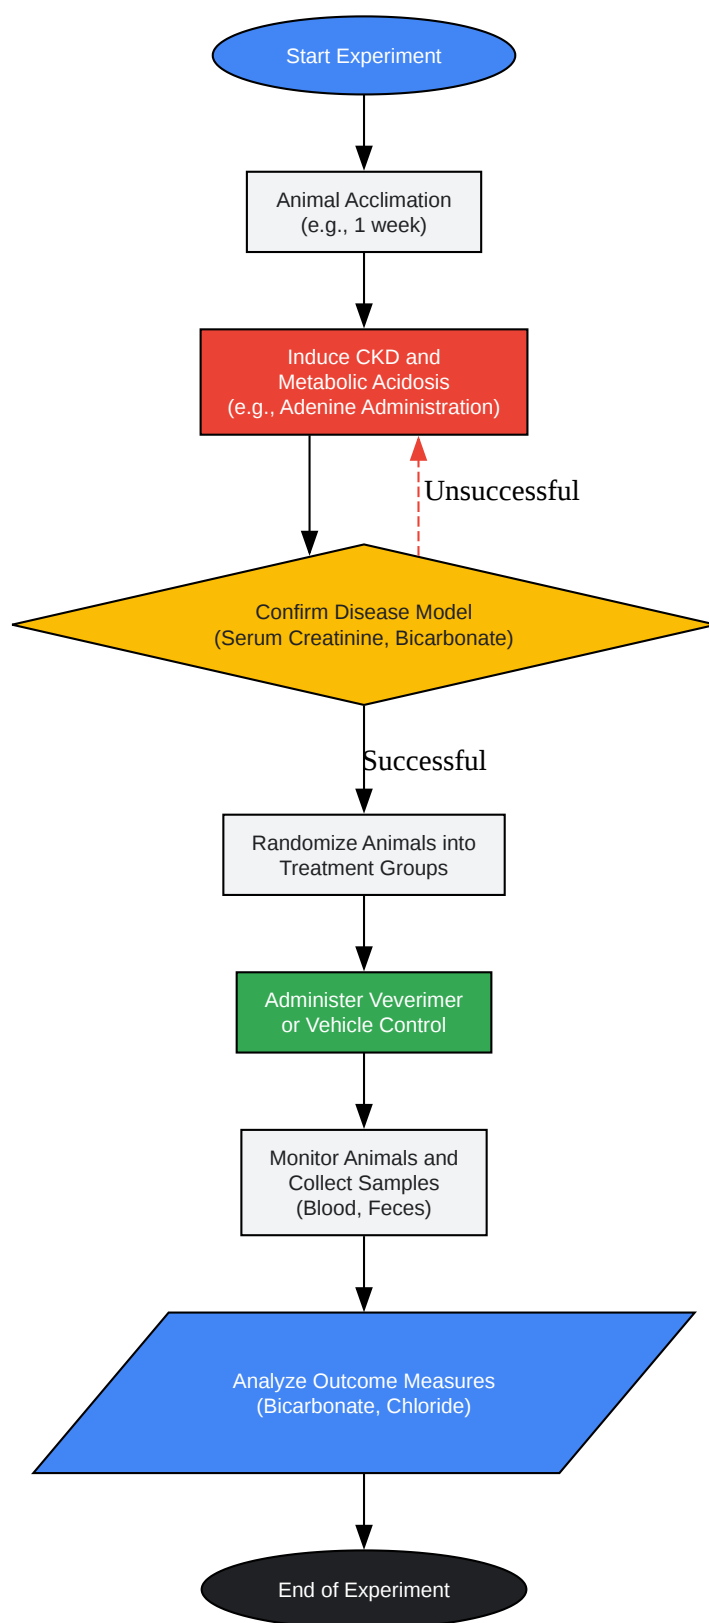 Start Experiment
Animal Acclimation
(e.g., 1 week)
Induce CKD and
Metabolic Acidosis
(e.g., Adenine Administration)
Unsuccessful
Confirm Disease Model
(Serum Creatinine, Bicarbonate)
Successful
Randomize Animals into
Treatment Groups
Administer Veverimer
or Vehicle Control
Monitor Animals and
Collect Samples
(Blood, Feces)
Analyze Outcome Measures
(Bicarbonate, Chloride)
End of Experiment